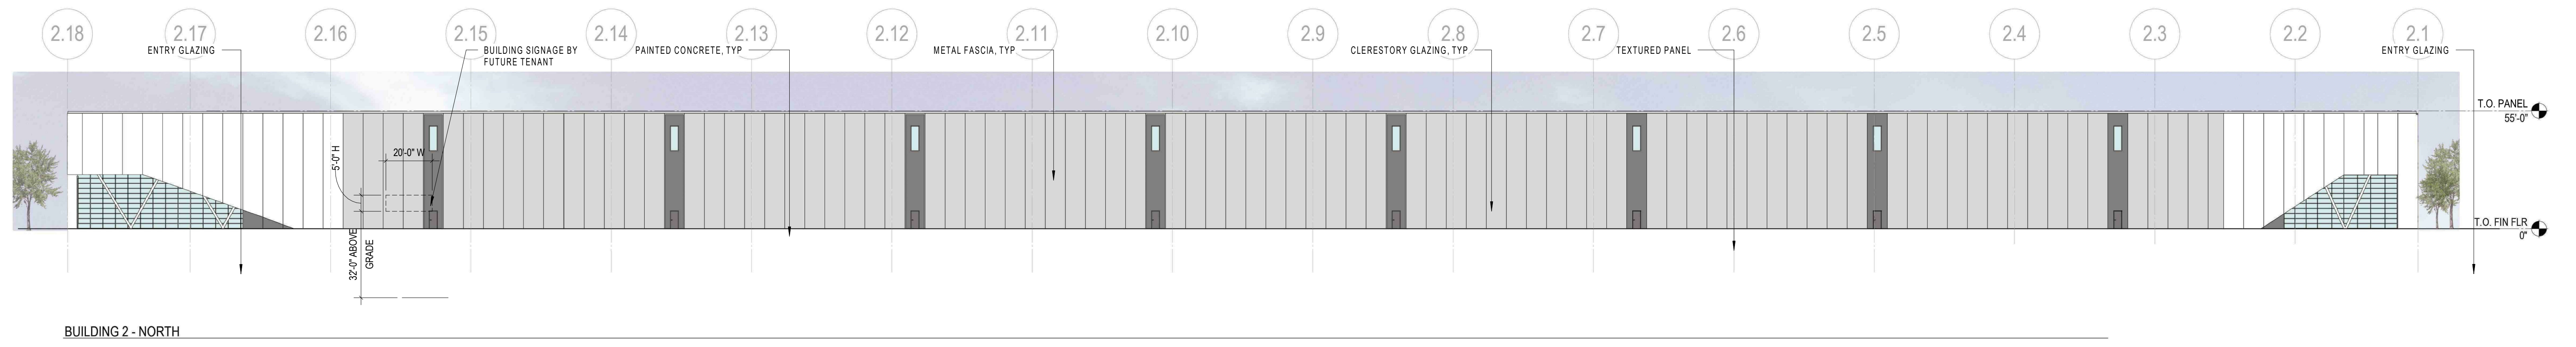 2.18
2.17
2.16
2.15
2.14
2.13
2.12
2.11
2.10
2.9
2.8
2.7
2.6
2.5
2.4
2.3
2.2
2.1
ENTRY GLAZING
BUILDING SIGNAGE BY
FUTURE TENANT
PAINTED CONCRETE, TYP
METAL FASCIA, TYP
CLERESTORY GLAZING, TYP
TEXTURED PANEL
ENTRY GLAZING
T.O. PANEL
55'-0"
5'-0" H
20'-0" W
T.O. FIN FLR
0"
32'-0" ABOVE
GRADE
BUILDING 2 - NORTH